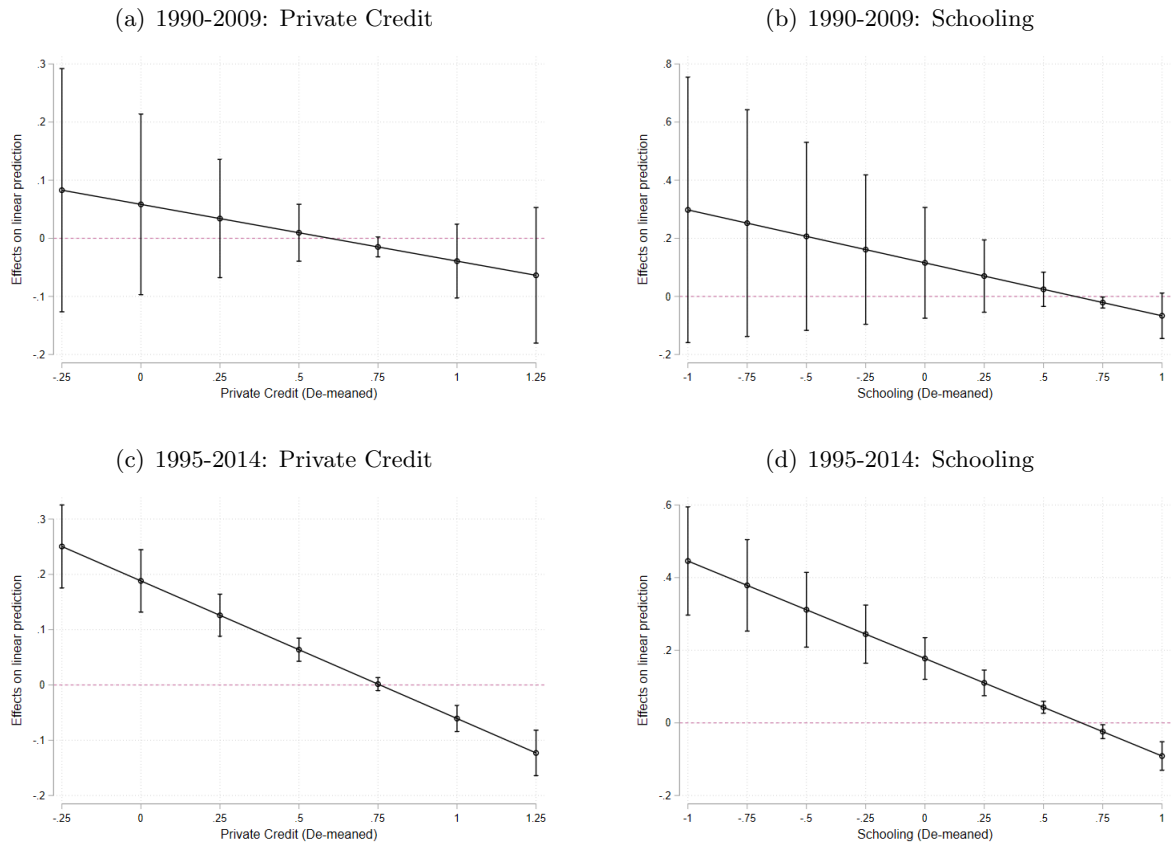 (a) 1990-2009: Private Credit
.3
.2
.1
0
-.1
-.2
Effects on linear prediction
-.25 0 .25 .5 .75 1 1.25
Private Credit (De-meaned)
(b) 1990-2009: Schooling
.8
.6
.4
.2
0
-.2
Effects on linear prediction
-1 -.75 -.5 -.25 0 .25 .5 .75 1
Schooling (De-meaned)
(c) 1995-2014: Private Credit
.3
.2
.1
0
-.1
-.2
Effects on linear prediction
-.25 0 .25 .5 .75 1 1.25
Private Credit (De-meaned)
(d) 1995-2014: Schooling
.6
.4
.2
0
-.2
Effects on linear prediction
-1 -.75 -.5 -.25 0 .25 .5 .75 1
Schooling (De-meaned)